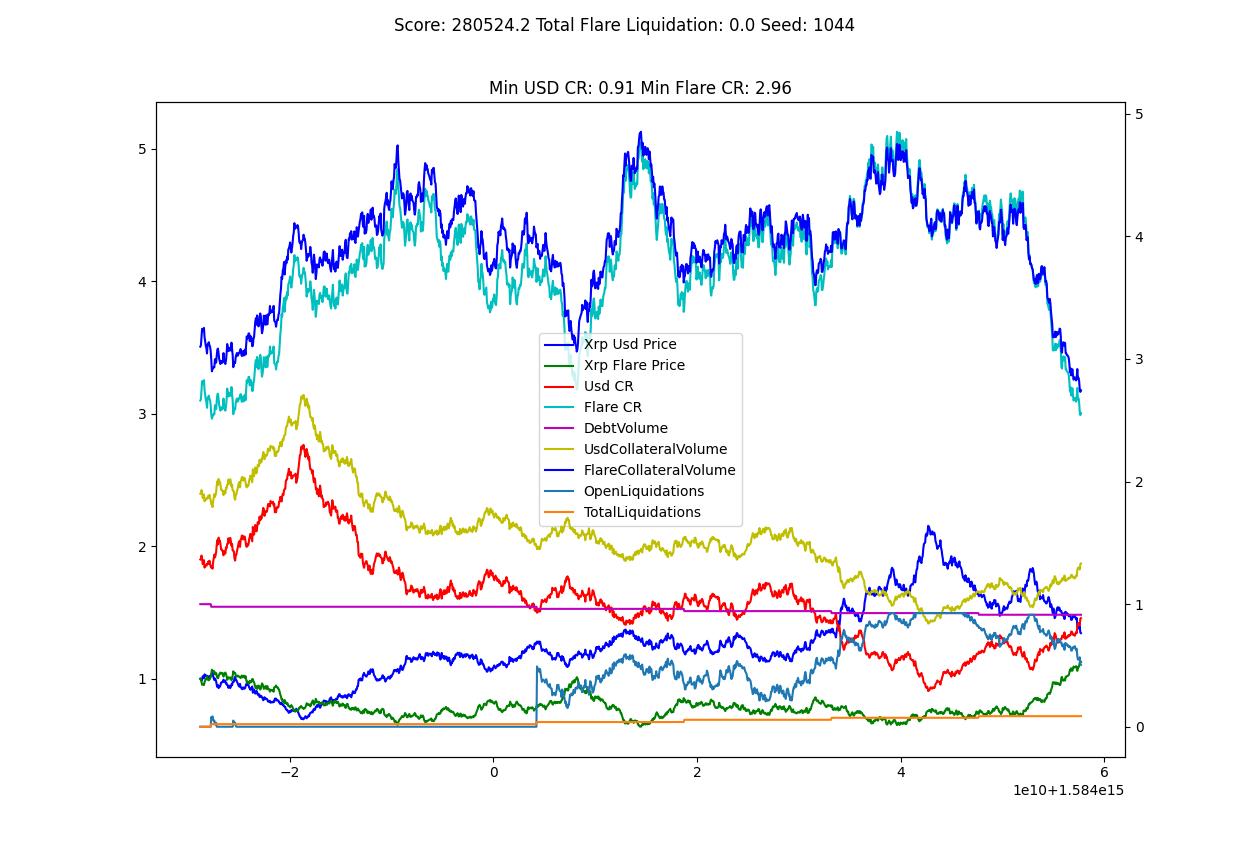 Score: 280524.2 Total Flare Liquidation: 0.0 Seed: 1044
Min USD CR: 0.91 Min Flare CR: 2.96
5
4
3
2
1
5
4
3
2
1
0
Xrp Usd Price
Xrp Flare Price
Usd CR
Flare CR
DebtVolume
UsdCollateralVolume
FlareCollateralVolume
OpenLiquidations
TotalLiquidations
−2
0
2
4
6
1e10+1.584e15